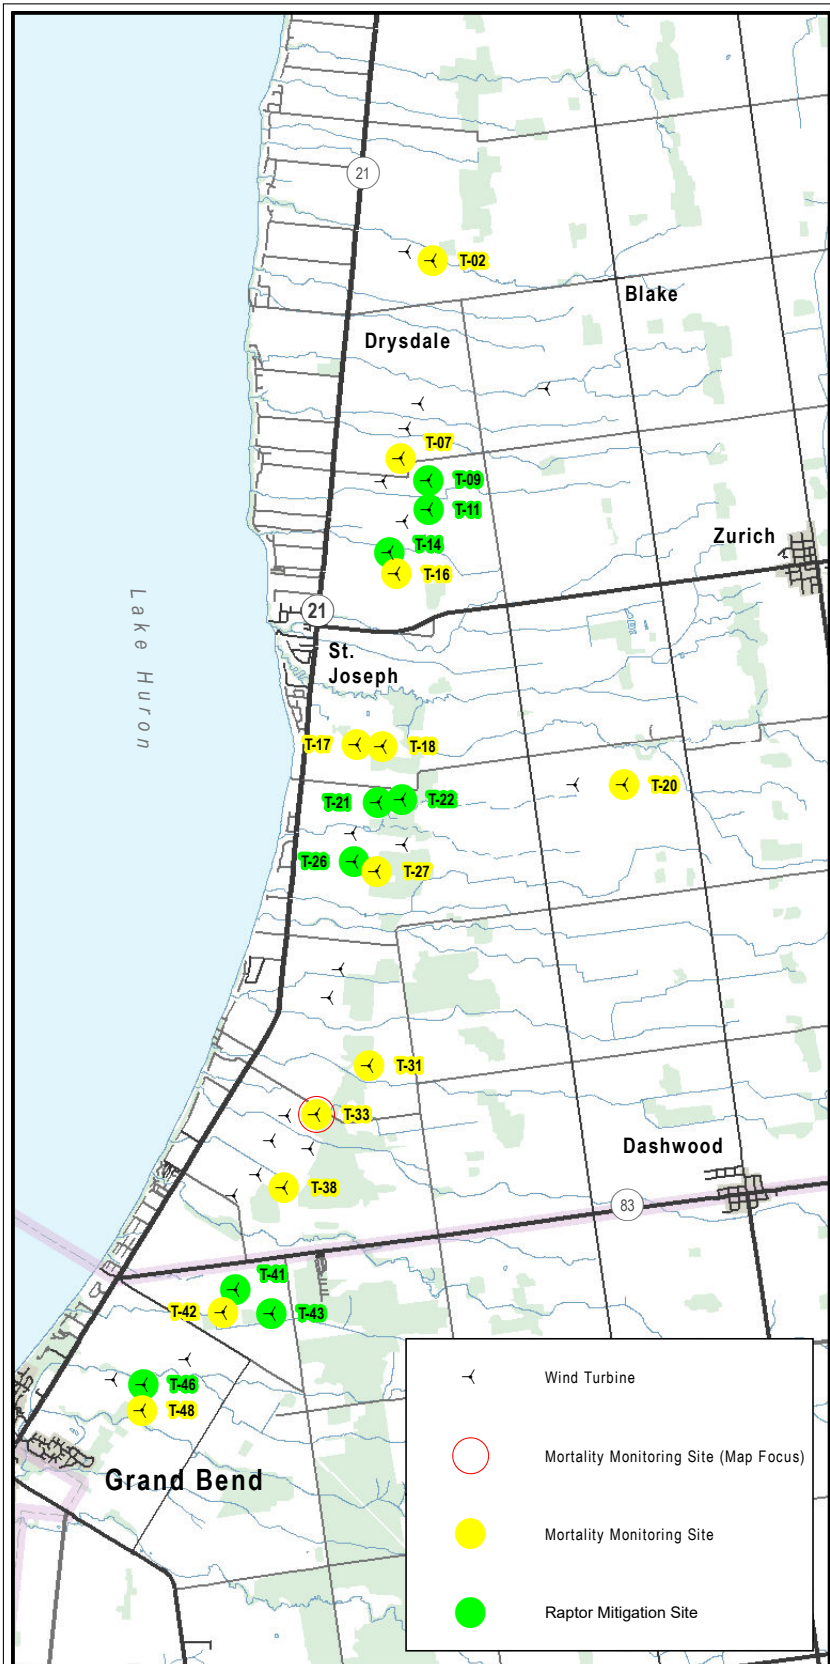 21
T-02
Blake
Drysdale
T-07
T-09
T-11
Zurich
T-14
T-16
Lake Huron
21
St.
Joseph
T-17
T-18
T-20
T-21
T-22
T-26
T-27
T-31
T-33
Dashwood
T-38
83
T-41
T-42
T-43
T-46
T-48
Grand Bend
Wind Turbine
Mortality Monitoring Site (Map Focus)
Mortality Monitoring Site
Raptor Mitigation Site